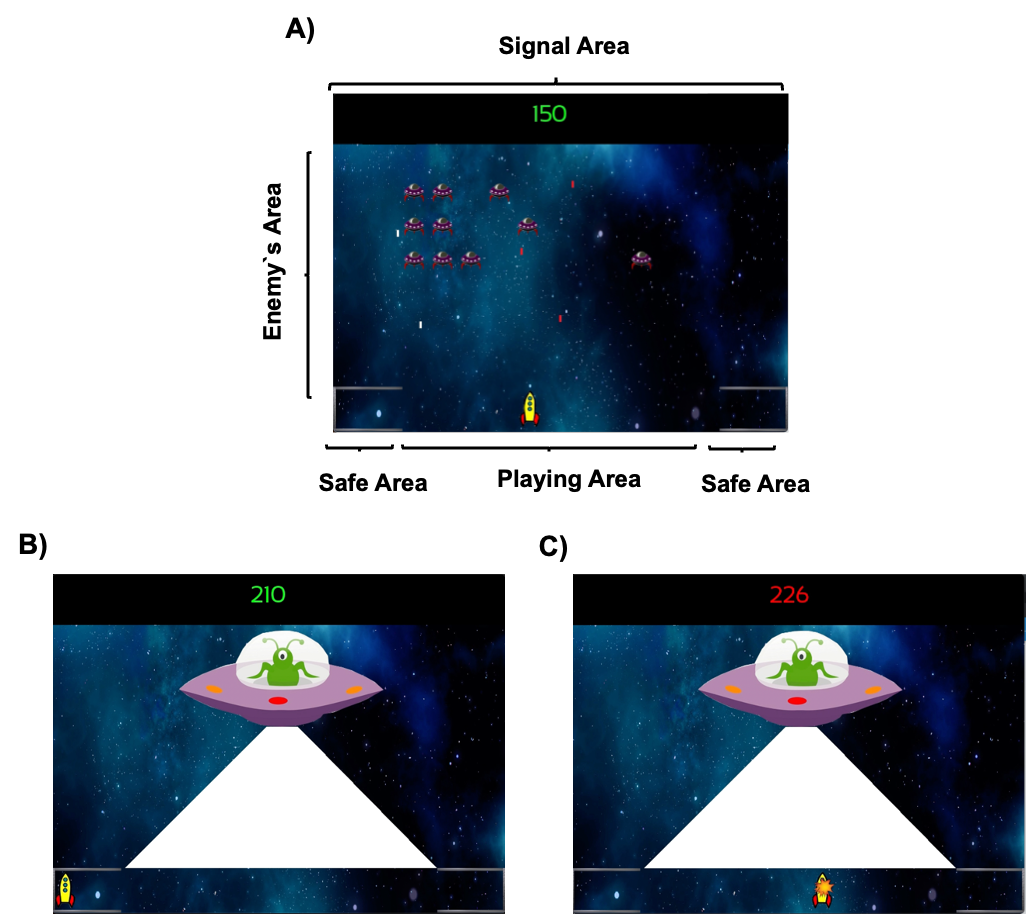 A)
Signal Area
150
Enemy`s Area
Safe Area
Playing Area
Safe Area
B)
C)
210
226